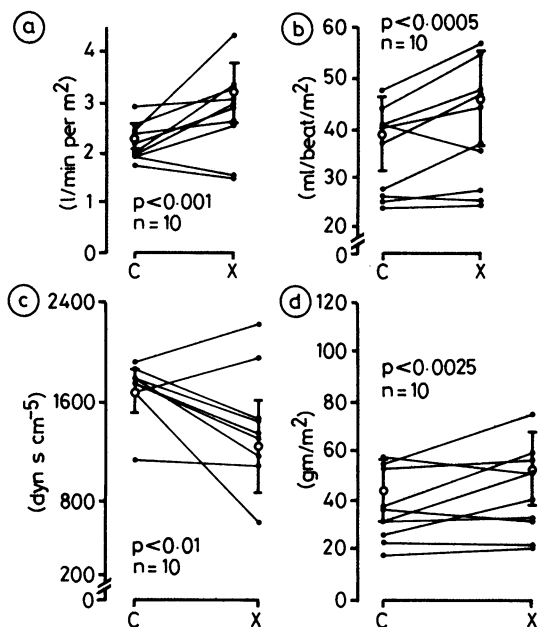 a
(l/min per m²)
4
3
2
1
0
p<0·001
n=10
C X
b
(ml/beat/m²)
60
50
40
30
20
0
p<0·0005
n=10
C X
c
(dyn s cm⁻⁵)
2400
1600
800
200
0
p<0·01
n=10
C X
d
(gm/m²)
120
100
80
60
40
20
0
p<0·0025
n=10
C X